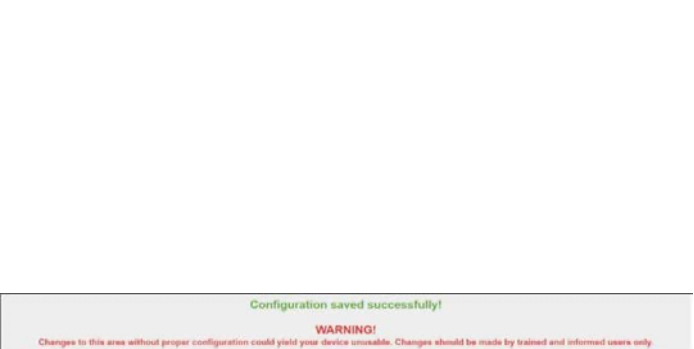 Configuration saved successfully!
WARNING!
Changes to this area without proper configuration could yield your device unusable. Changes should be made by trained and informed users only.